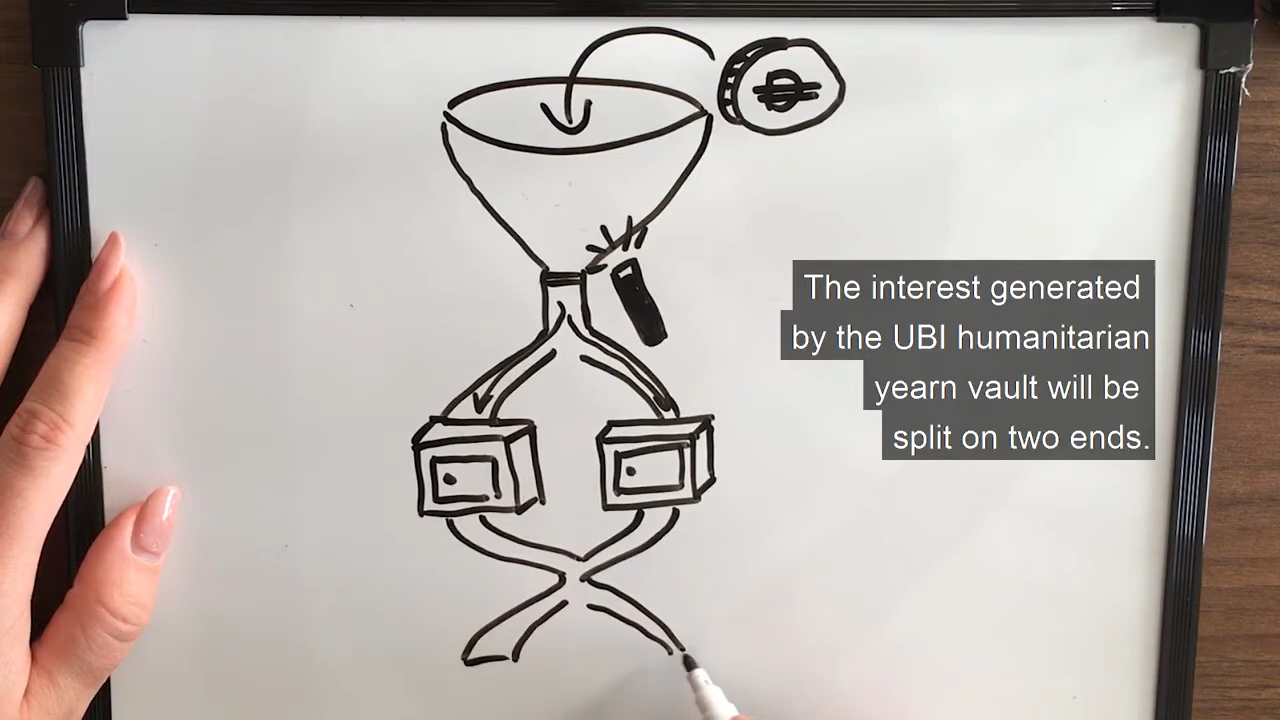 The interest generated
by the UBI humanitarian
yearn vault will be
split on two ends.